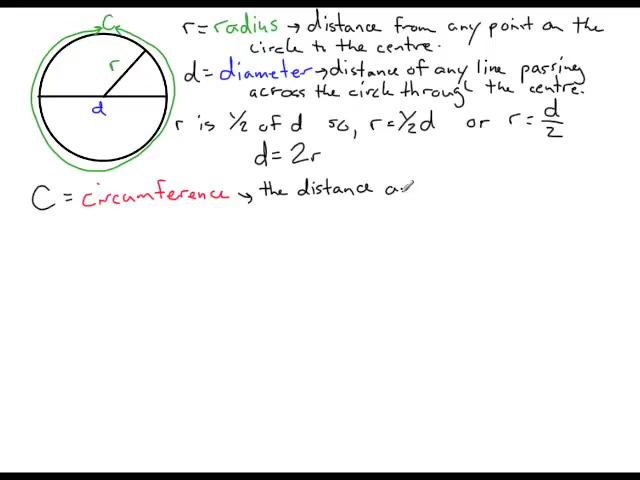 C
r
d
r = radius → distance from any point on the
circle to the centre.
d = diameter → distance of any line passing
across the circle through the centre.
r is 1/2 of d so, r = 1/2 d or r = d/2
d = 2r
C = circumference → the distance a